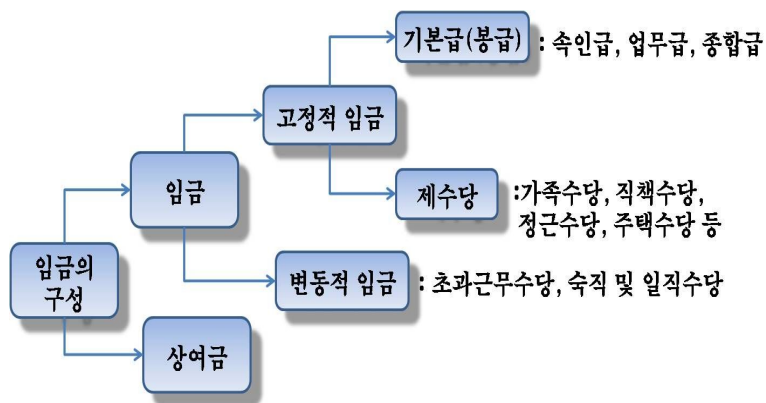 기본급(봉급) : 속인급, 업무급, 종합급
고정적 임금
임금
제수당 :가족수당, 직책수당,
정근수당, 주택수당 등
임금의
구성
변동적 임금 : 초과근무수당, 숙직 및 일직수당
상여금